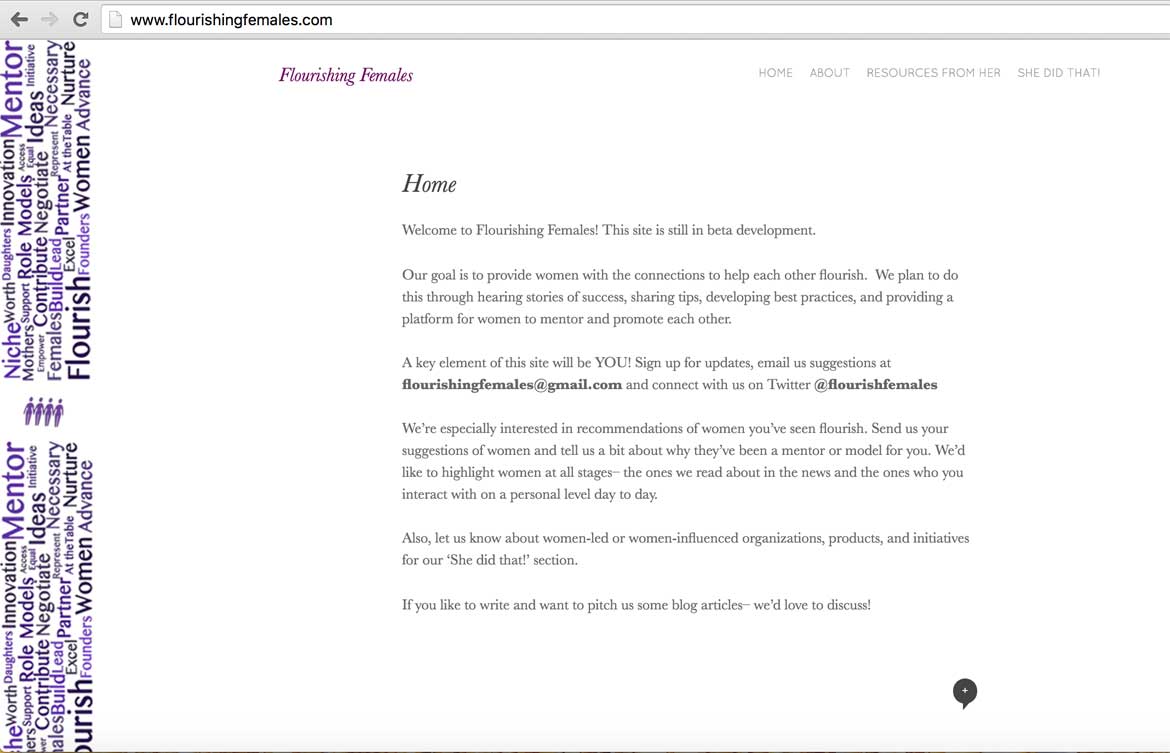 www.flourishingfemales.com
Flourishing Females
HOME ABOUT RESOURCES FROM HER SHE DID THAT!
Home
Welcome to Flourishing Females! This site is still in beta development.
Our goal is to provide women with the connections to help each other flourish.  We plan to do
this through hearing stories of success, sharing tips, developing best practices, and providing a
platform for women to mentor and promote each other.
A key element of this site will be YOU! Sign up for updates, email us suggestions at
flourishingfemales@gmail.com and connect with us on Twitter @flourishfemales
We're especially interested in recommendations of women you've seen flourish. Send us your
suggestions of women and tell us a bit about why they've been a mentor or model for you. We'd
like to highlight women at all stages– the ones we read about in the news and the ones who you
interact with on a personal level day to day.
Also, let us know about women-led or women-influenced organizations, products, and initiatives
for our 'She did that!' section.
If you like to write and want to pitch us some blog articles– we'd love to discuss!
+
Niche Worth Daughters Innovation Mentor
Mothers Support Role Models Access Initiative
Empower Contribute Negotiate Equal Ideas
Females Build Lead Partner Represent Necessary
Excel At the Table Nurture
Flourish Founders Women Advance
he Worth Daughters Innovation Mentor
ers Support Role Models Access Initiative
wer Contribute Negotiate Equal Ideas
ales Build Lead Partner Represent Necessary
Excel At the Table Nurture
ourish Founders Women Advance